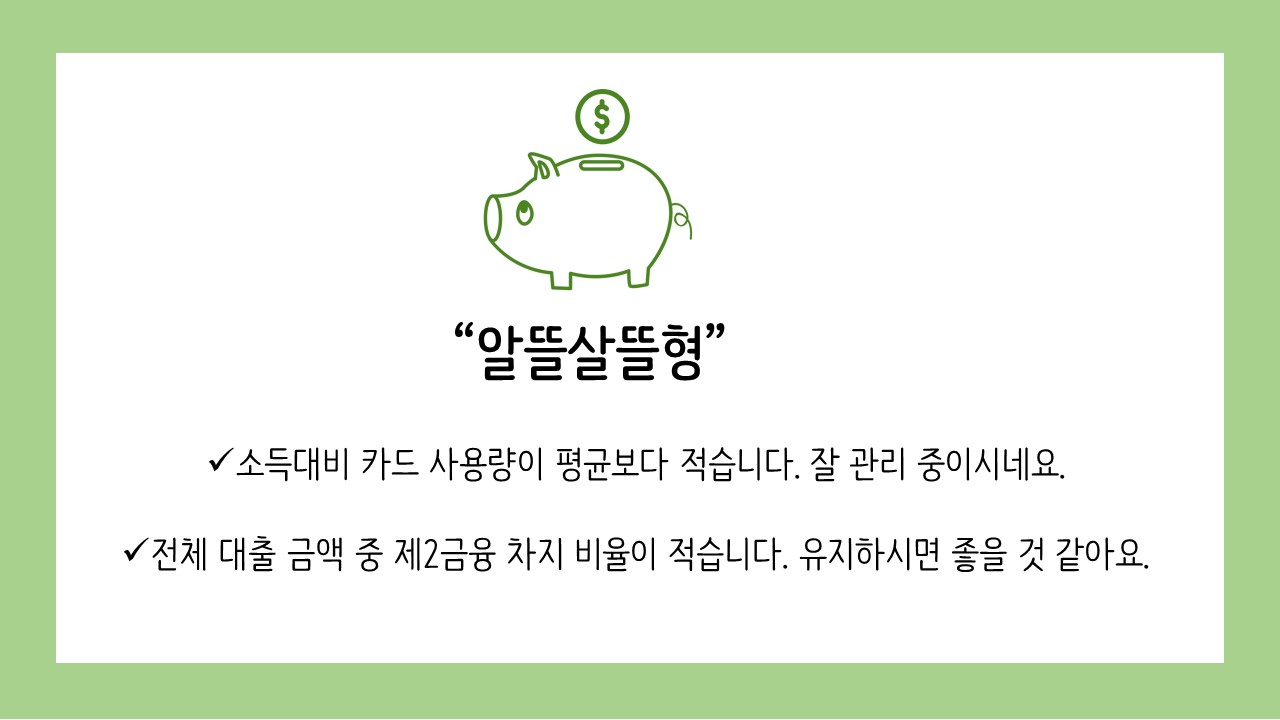 $
“알뜰살뜰형”
✓소득대비 카드 사용량이 평균보다 적습니다. 잘 관리 중이시네요.
✓전체 대출 금액 중 제2금융 차지 비율이 적습니다. 유지하시면 좋을 것 같아요.